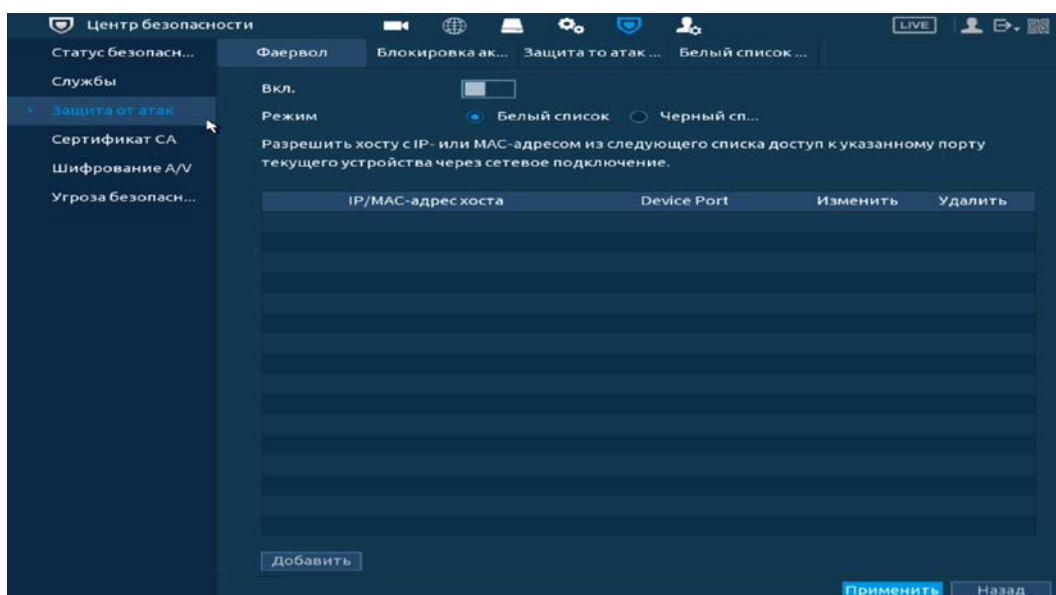 Центр безопасности LIVE
Статус безопасн... Фаервол Блокировка ак... Защита то атак ... Белый список ...
Службы
Вкл.
Защита от атак
Режим Белый список Черный сп...
Сертификат CA
Разрешить хосту с IP- или MAC-адресом из следующего списка доступ к указанному порту
текущего устройства через сетевое подключение.
Шифрование A/V
Угроза безопасн...
IP/MAC-адрес хоста Device Port Изменить Удалить
Добавить
Применить Назад